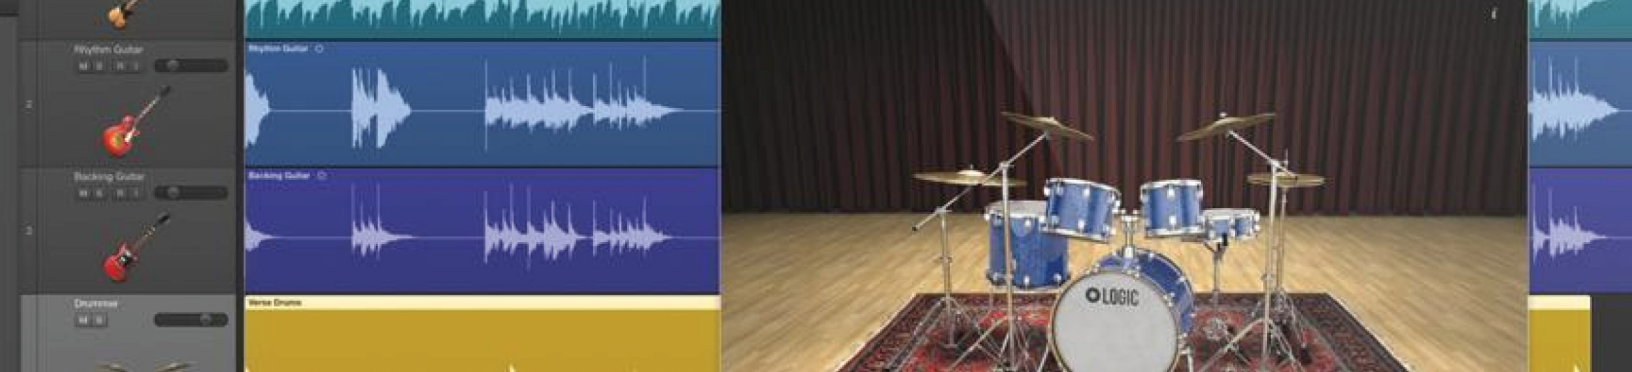 Rhythm Guitar
M S R I
Rhythm Guitar
2
Backing Guitar
M S R I
Backing Guitar
3
Drummer
M S
Verse Drums
LOGIC
i